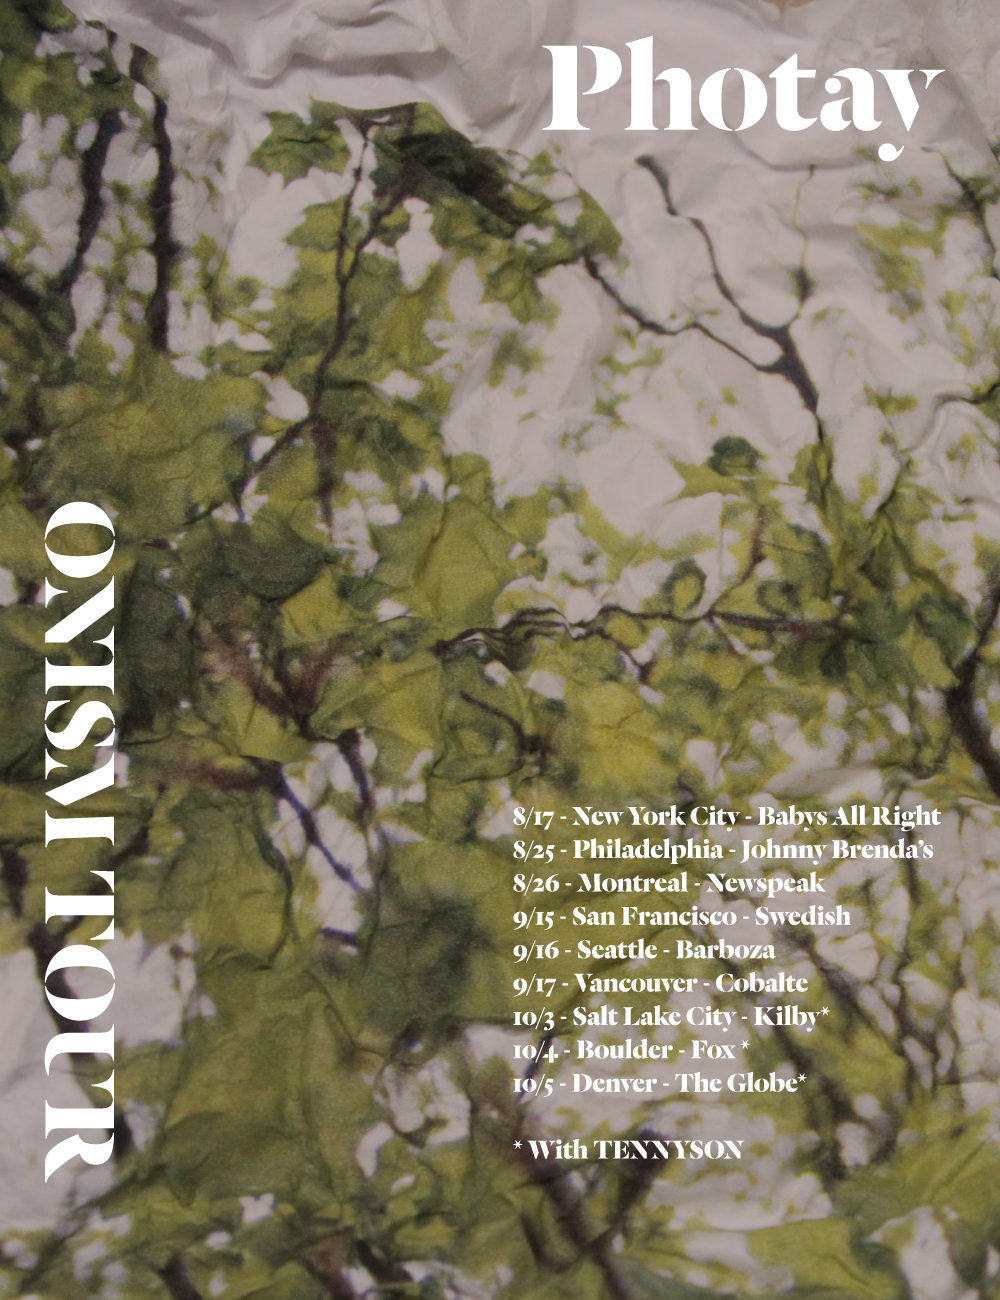 Photay
ONISM TOUR
8/17 - New York City - Babys All Right
8/25 - Philadelphia - Johnny Brenda's
8/26 - Montreal - Newspeak
9/15 - San Francisco - Swedish
9/16 - Seattle - Barboza
9/17 - Vancouver - Cobalte
10/3 - Salt Lake City - Kilby*
10/4 - Boulder - Fox *
10/5 - Denver - The Globe*
* With TENNYSON